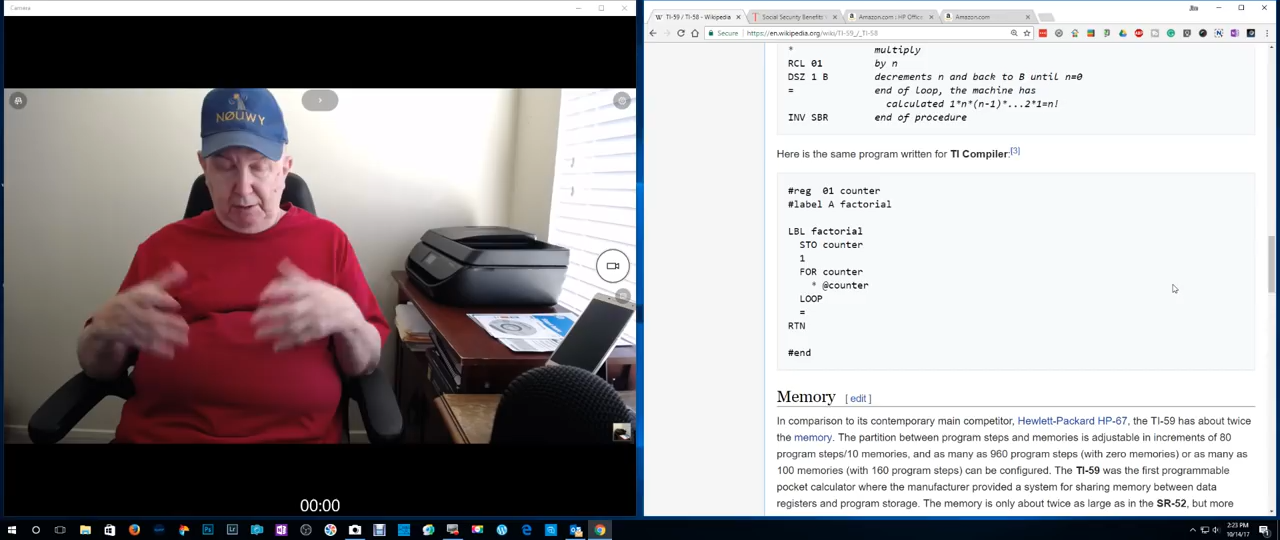 Camera
NØUWY
00:00
TI-59 / TI-58 - Wikipedia
Social Security Benefits
Amazon.com : HP Offic
Amazon.com
Jim
Secure
https://en.wikipedia.org/wiki/TI-59_/_TI-58
* multiply
RCL 01 by n
DSZ 1 B decrements n and back to B until n=0
= end of loop, the machine has
calculated 1*n*(n-1)*...2*1=n!
INV SBR end of procedure
Here is the same program written for TI Compiler:[3]
#reg 01 counter
#label A factorial
LBL factorial
STO counter
1
FOR counter
* @counter
LOOP
=
RTN
#end
Memory [ edit ]
In comparison to its contemporary main competitor, Hewlett-Packard HP-67, the TI-59 has about twice
the memory. The partition between program steps and memories is adjustable in increments of 80
program steps/10 memories, and as many as 960 program steps (with zero memories) or as many as
100 memories (with 160 program steps) can be configured. The TI-59 was the first programmable
pocket calculator where the manufacturer provided a system for sharing memory between data
registers and program storage. The memory is only about twice as large as in the SR-52, but more
2:23 PM
10/14/17